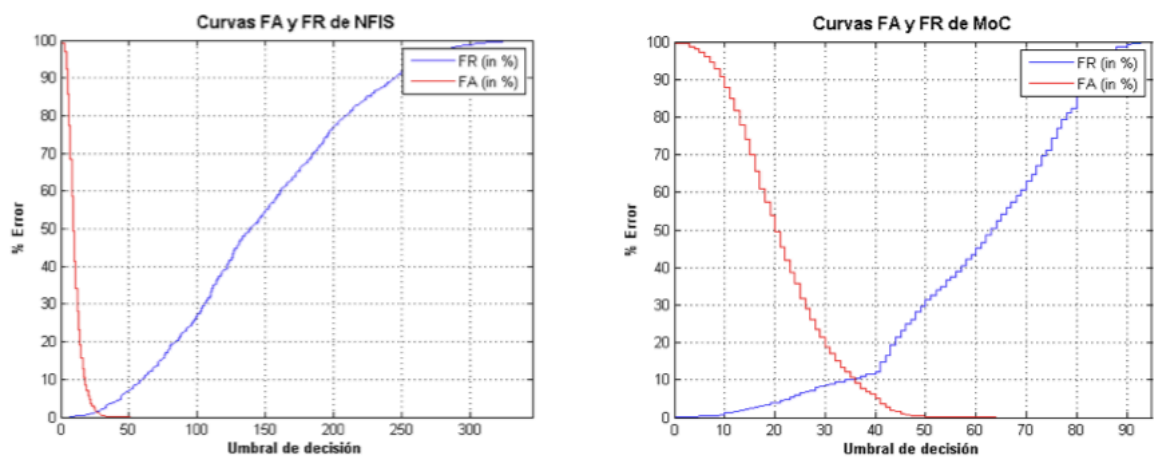 Curvas FA y FR de NFIS
100
90
80
70
60
50
40
30
20
10
0
% Error
FR (in %)
FA (in %)
0 50 100 150 200 250 300
Umbral de decisión
Curvas FA y FR de MoC
100
90
80
70
60
50
40
30
20
10
0
% Error
FR (in %)
FA (in %)
0 10 20 30 40 50 60 70 80 90
Umbral de decisión